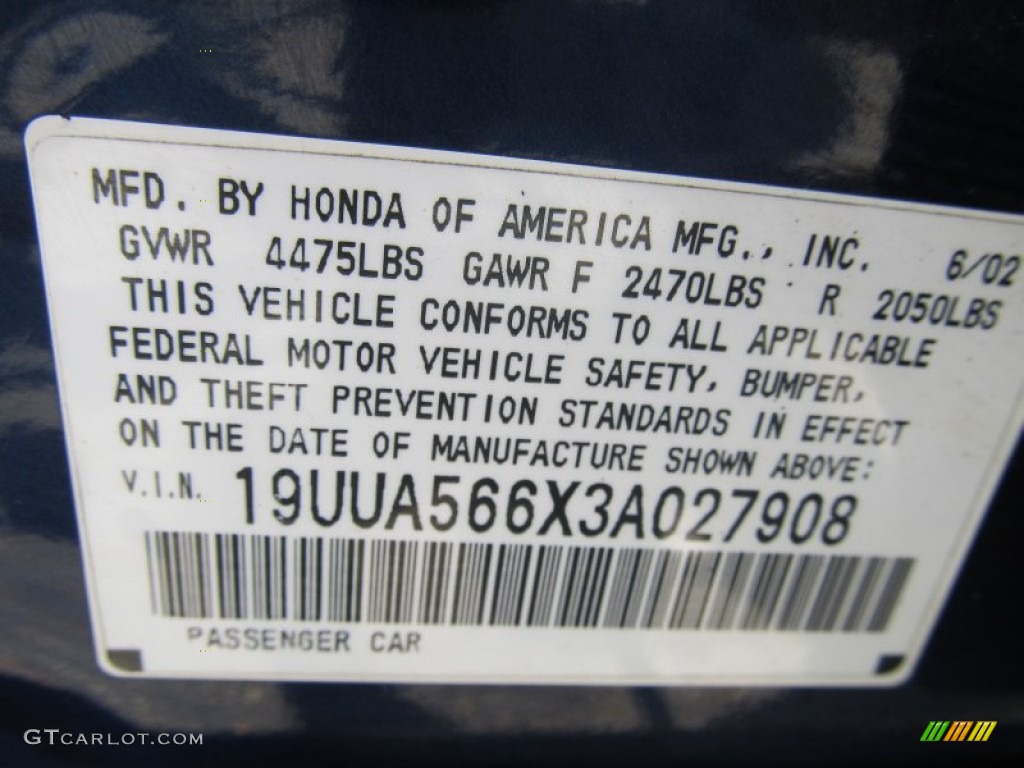 MFD. BY HONDA OF AMERICA MFG., INC. 6/02
GVWR 4475LBS GAWR F 2470LBS R 2050LBS
THIS VEHICLE CONFORMS TO ALL APPLICABLE
FEDERAL MOTOR VEHICLE SAFETY, BUMPER,
AND THEFT PREVENTION STANDARDS IN EFFECT
ON THE DATE OF MANUFACTURE SHOWN ABOVE:
V.I.N. 19UUA566X3A027908
PASSENGER CAR
GTCARLOT.COM